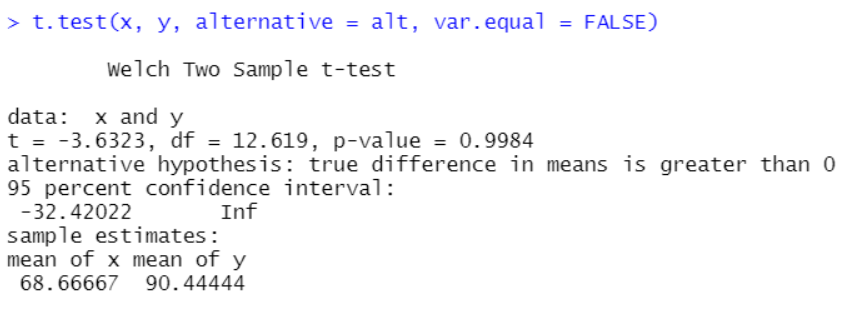 > t.test(x, y, alternative = alt, var.equal = FALSE)
Welch Two Sample t-test
data:  x and y
t = -3.6323, df = 12.619, p-value = 0.9984
alternative hypothesis: true difference in means is greater than 0
95 percent confidence interval:
-32.42022       Inf
sample estimates:
mean of x mean of y
68.66667  90.44444